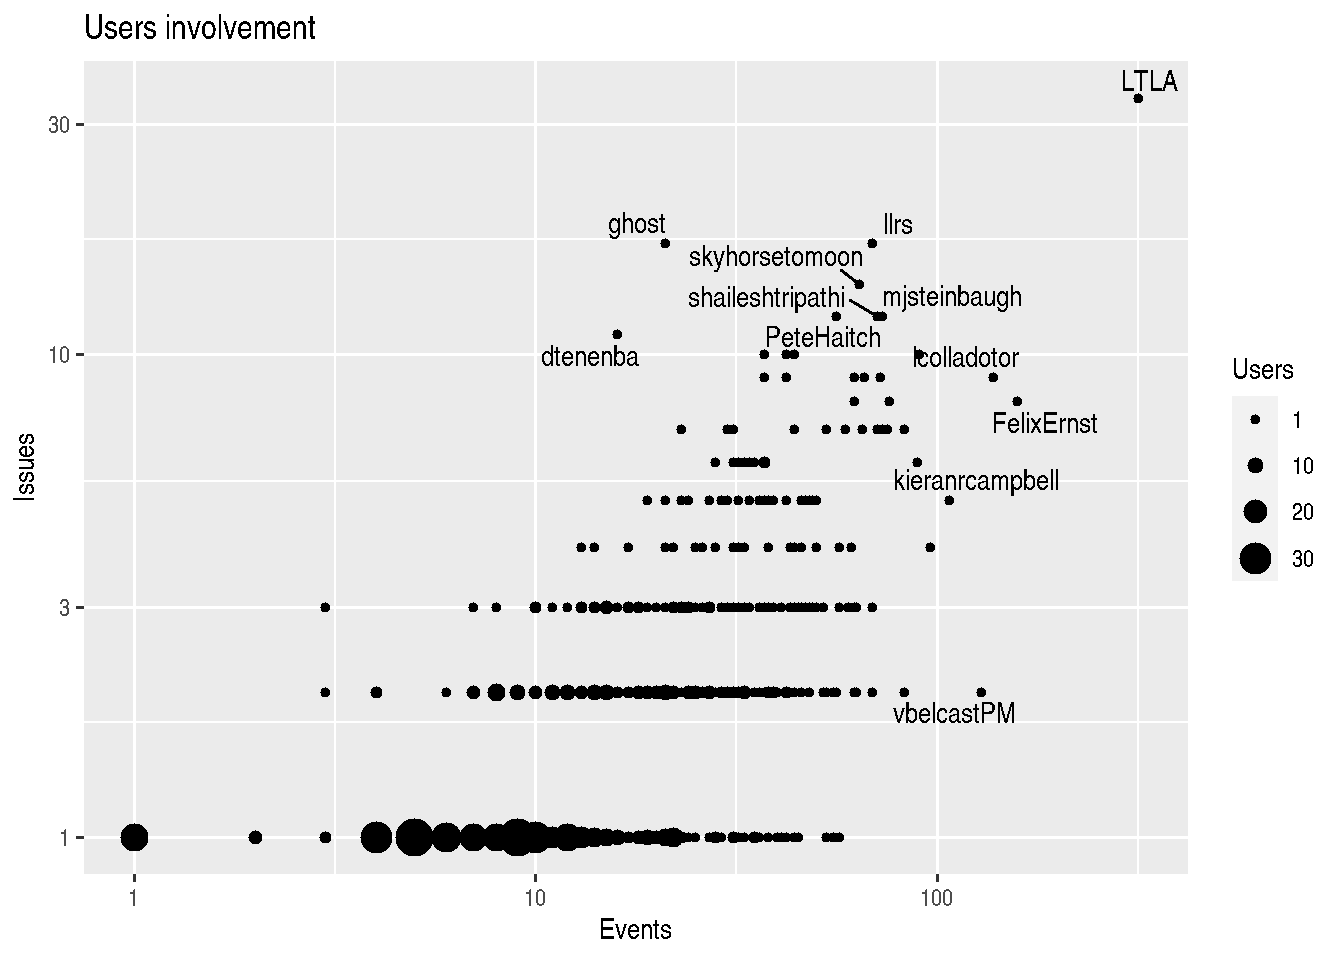 Users involvement
LTLA
30
ghost
llrs
skyhorsetomoon
shaileshtripathi
mjsteinbaugh
PeteHaitch
10
dtenenba
lcolladotor
Users
1
FelixErnst
Issues
10
kieranrcampbell
20
30
3
vbelcastPM
1
1
10
100
Events